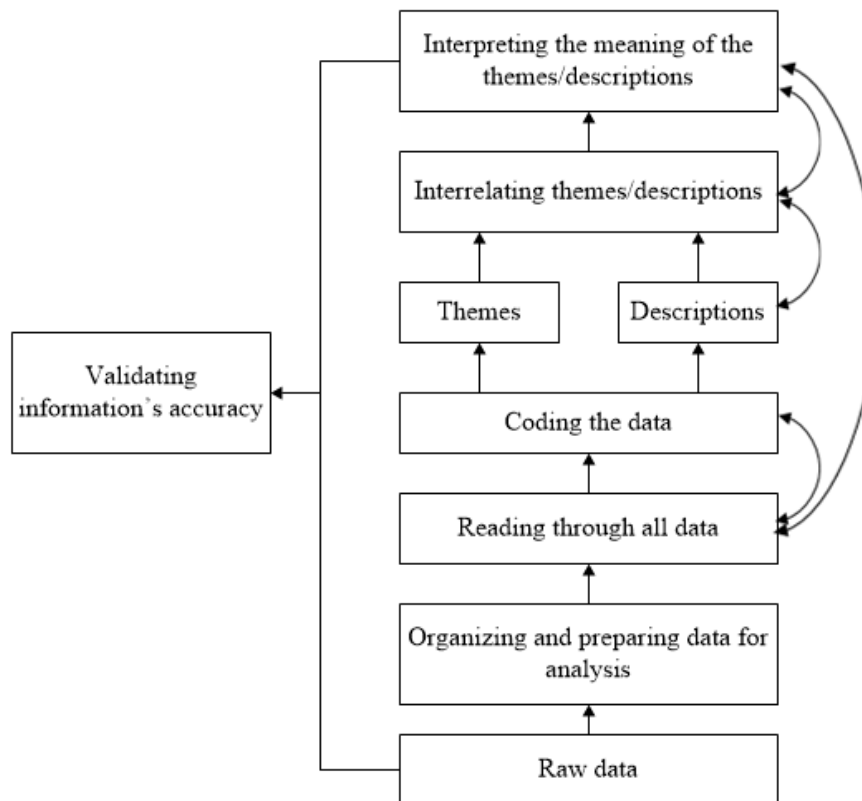 Interpreting the meaning of the
themes/descriptions
Interrelating themes/descriptions
Themes
Descriptions
Validating
information’s accuracy
Coding the data
Reading through all data
Organizing and preparing data for
analysis
Raw data